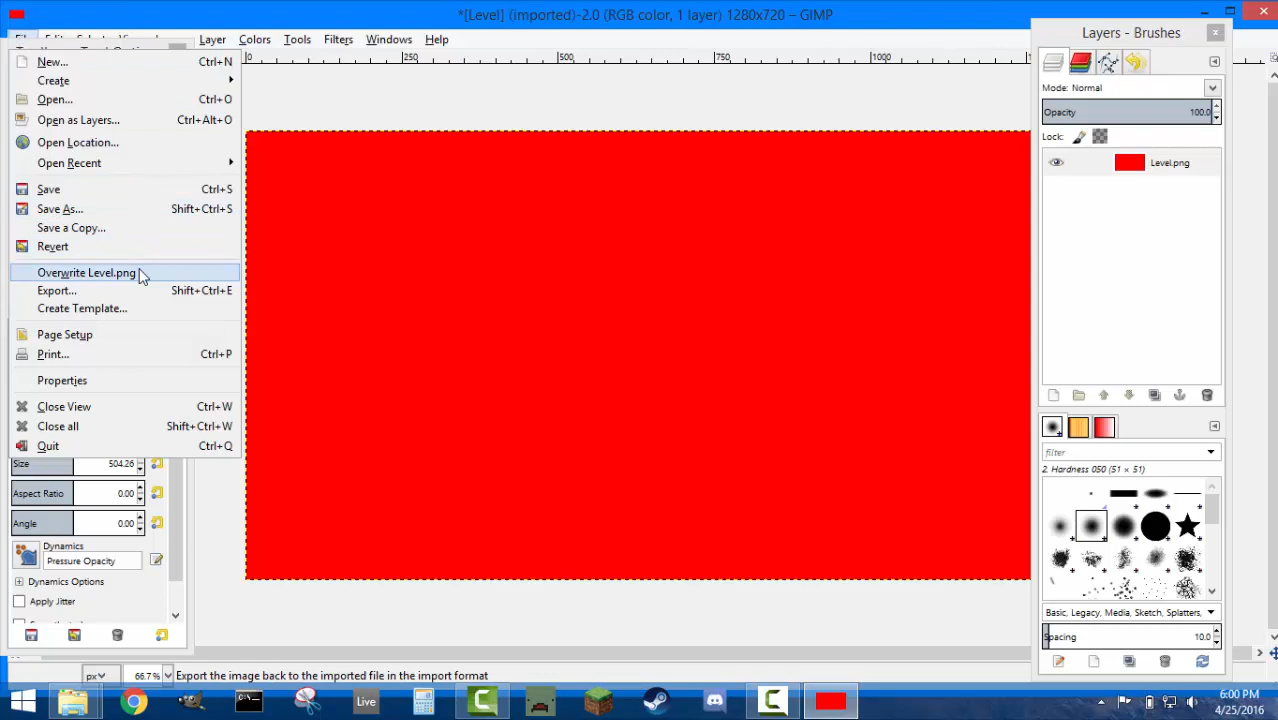 *[Level] (imported)-2.0 (RGB color, 1 layer) 1280x720 – GIMP
Layer Colors Tools Filters Windows Help
New... Ctrl+N
Create
Open... Ctrl+O
Open as Layers... Ctrl+Alt+O
Open Location...
Open Recent
Save Ctrl+S
Save As... Shift+Ctrl+S
Save a Copy...
Revert
Overwrite Level.png
Export... Shift+Ctrl+E
Create Template...
Page Setup
Print... Ctrl+P
Properties
Close View Ctrl+W
Close all Shift+Ctrl+W
Quit Ctrl+Q
Size 504.26
Aspect Ratio 0.00
Angle 0.00
Dynamics
Pressure Opacity
Dynamics Options
Apply Jitter
0 250 500 750 1000
px 66.7% Export the image back to the imported file in the import format
Layers - Brushes
Mode: Normal
Opacity 100.0
Lock:
Level.png
filter
2. Hardness 050 (51 × 51)
Basic, Legacy, Media, Sketch, Splatters,
Spacing 10.0
Live
6:00 PM
4/25/2016